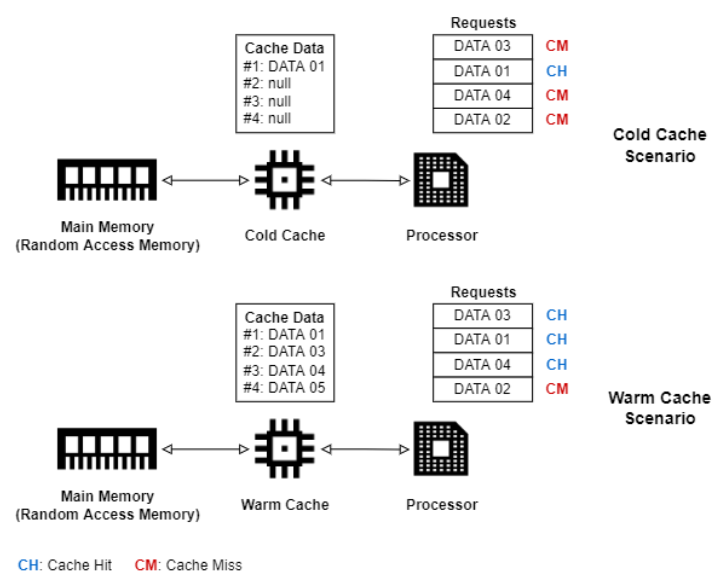 Requests
Cache Data
#1: DATA 01
#2: null
#3: null
#4: null
DATA 03 CM
DATA 01 CH
DATA 04 CM
DATA 02 CM
Cold Cache
Scenario
Main Memory
(Random Access Memory)
Cold Cache
Processor
Requests
Cache Data
#1: DATA 01
#2: DATA 03
#3: DATA 04
#4: DATA 05
DATA 03 CH
DATA 01 CH
DATA 04 CH
DATA 02 CM
Warm Cache
Scenario
Main Memory
(Random Access Memory)
Warm Cache
Processor
CH: Cache Hit CM: Cache Miss